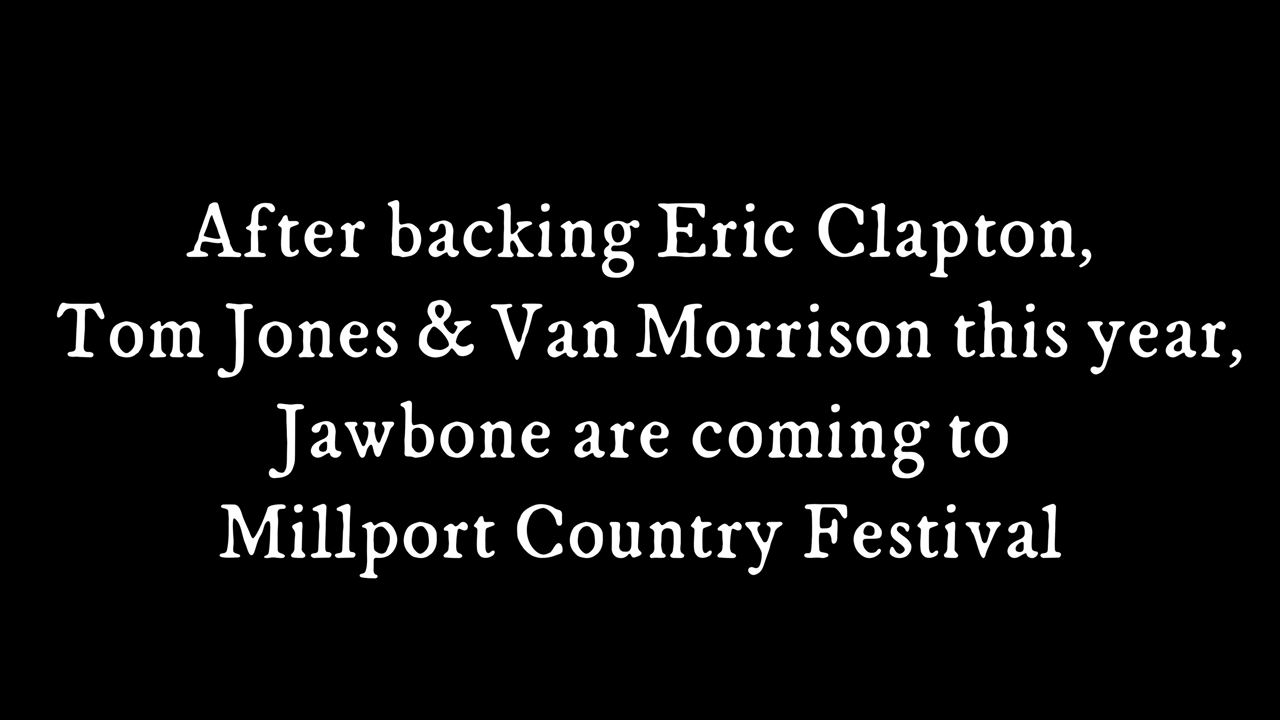 After backing Eric Clapton,
Tom Jones & Van Morrison this year,
Jawbone are coming to
Millport Country Festival